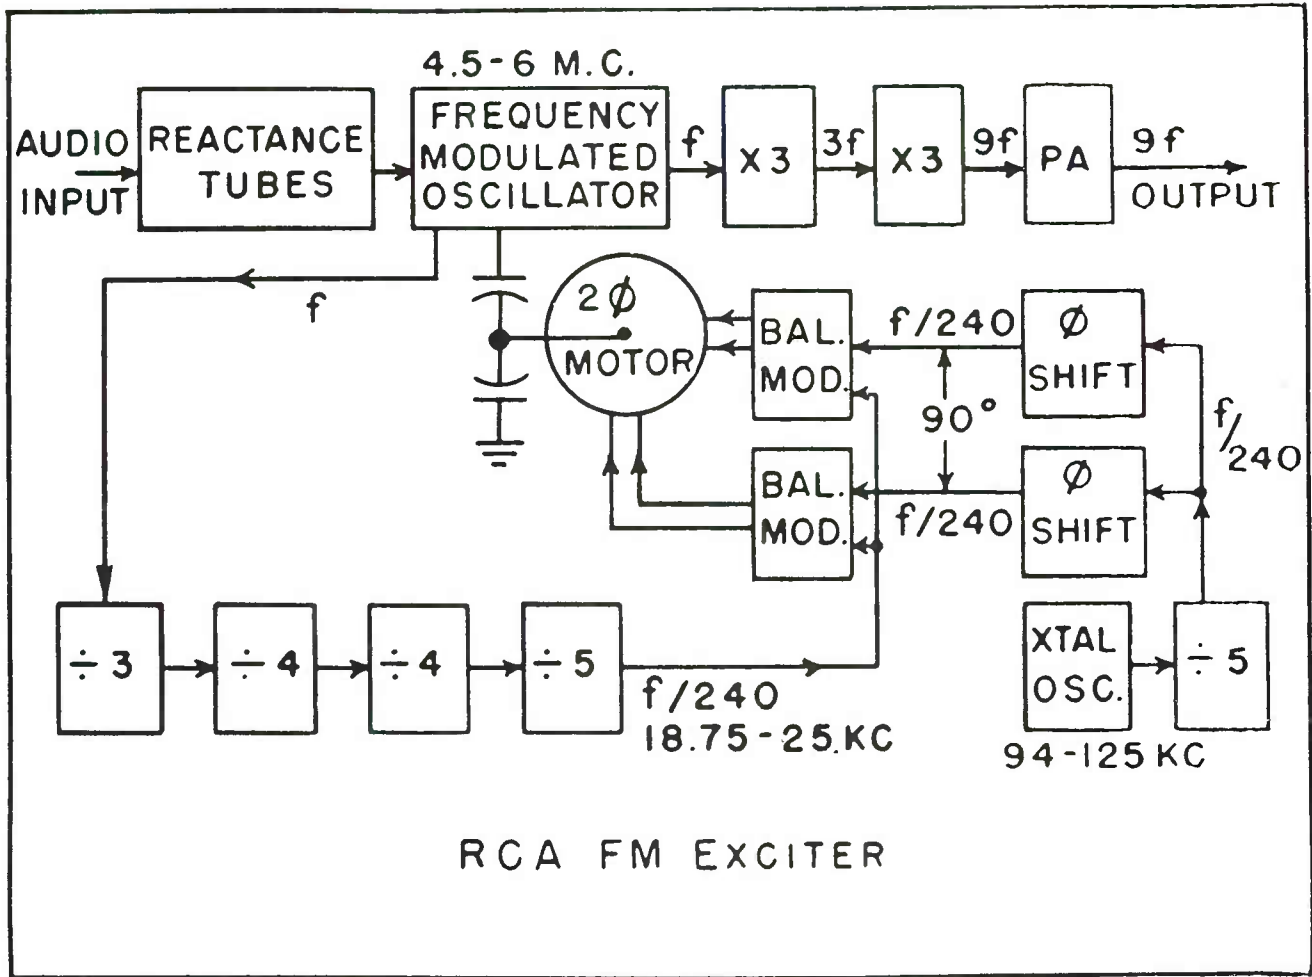 4.5-6 M.C.
AUDIO
INPUT
REACTANCE
TUBES
FREQUENCY
MODULATED
OSCILLATOR
f
X3
3f
X3
9f
PA
9f
OUTPUT
f
2Ø
MOTOR
BAL.
MOD.
f/240
Ø
SHIFT
90°
f/240
BAL.
MOD.
f/240
Ø
SHIFT
÷3
÷4
÷4
÷5
f/240
18.75-25.KC
XTAL
OSC.
÷5
94-125 KC
RCA FM EXCITER